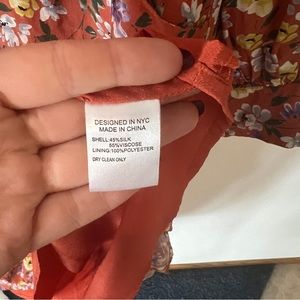 DESIGNED IN NYC
MADE IN CHINA
SHELL:45%SILK
55%VISCOSE
LINING:100%POLYESTER
DRY CLEAN ONLY